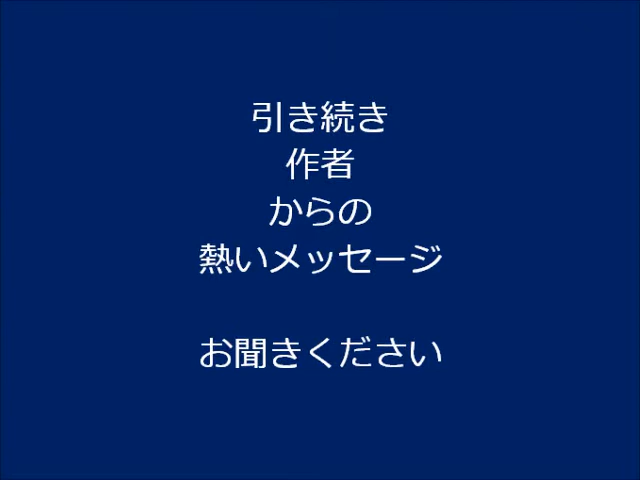 引き続き
作者
からの
熱いメッセージ
お聞きください